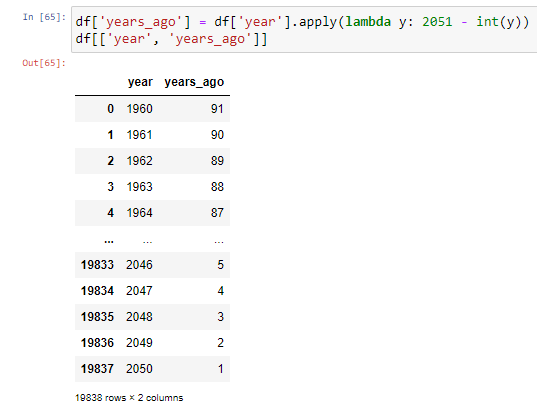 In [65]: df['years_ago'] = df['year'].apply(lambda y: 2051 - int(y))
df[['year', 'years_ago']]
Out[65]:
year years_ago
0 1960 91
1 1961 90
2 1962 89
3 1963 88
4 1964 87
... ... ...
19833 2046 5
19834 2047 4
19835 2048 3
19836 2049 2
19837 2050 1
19838 rows × 2 columns